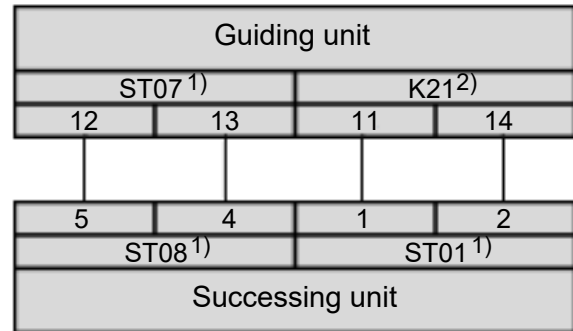 Guiding unit
ST07 1) K21 2)
12 13 11 14
5 4 1 2
ST08 1) ST01 1)
Successing unit